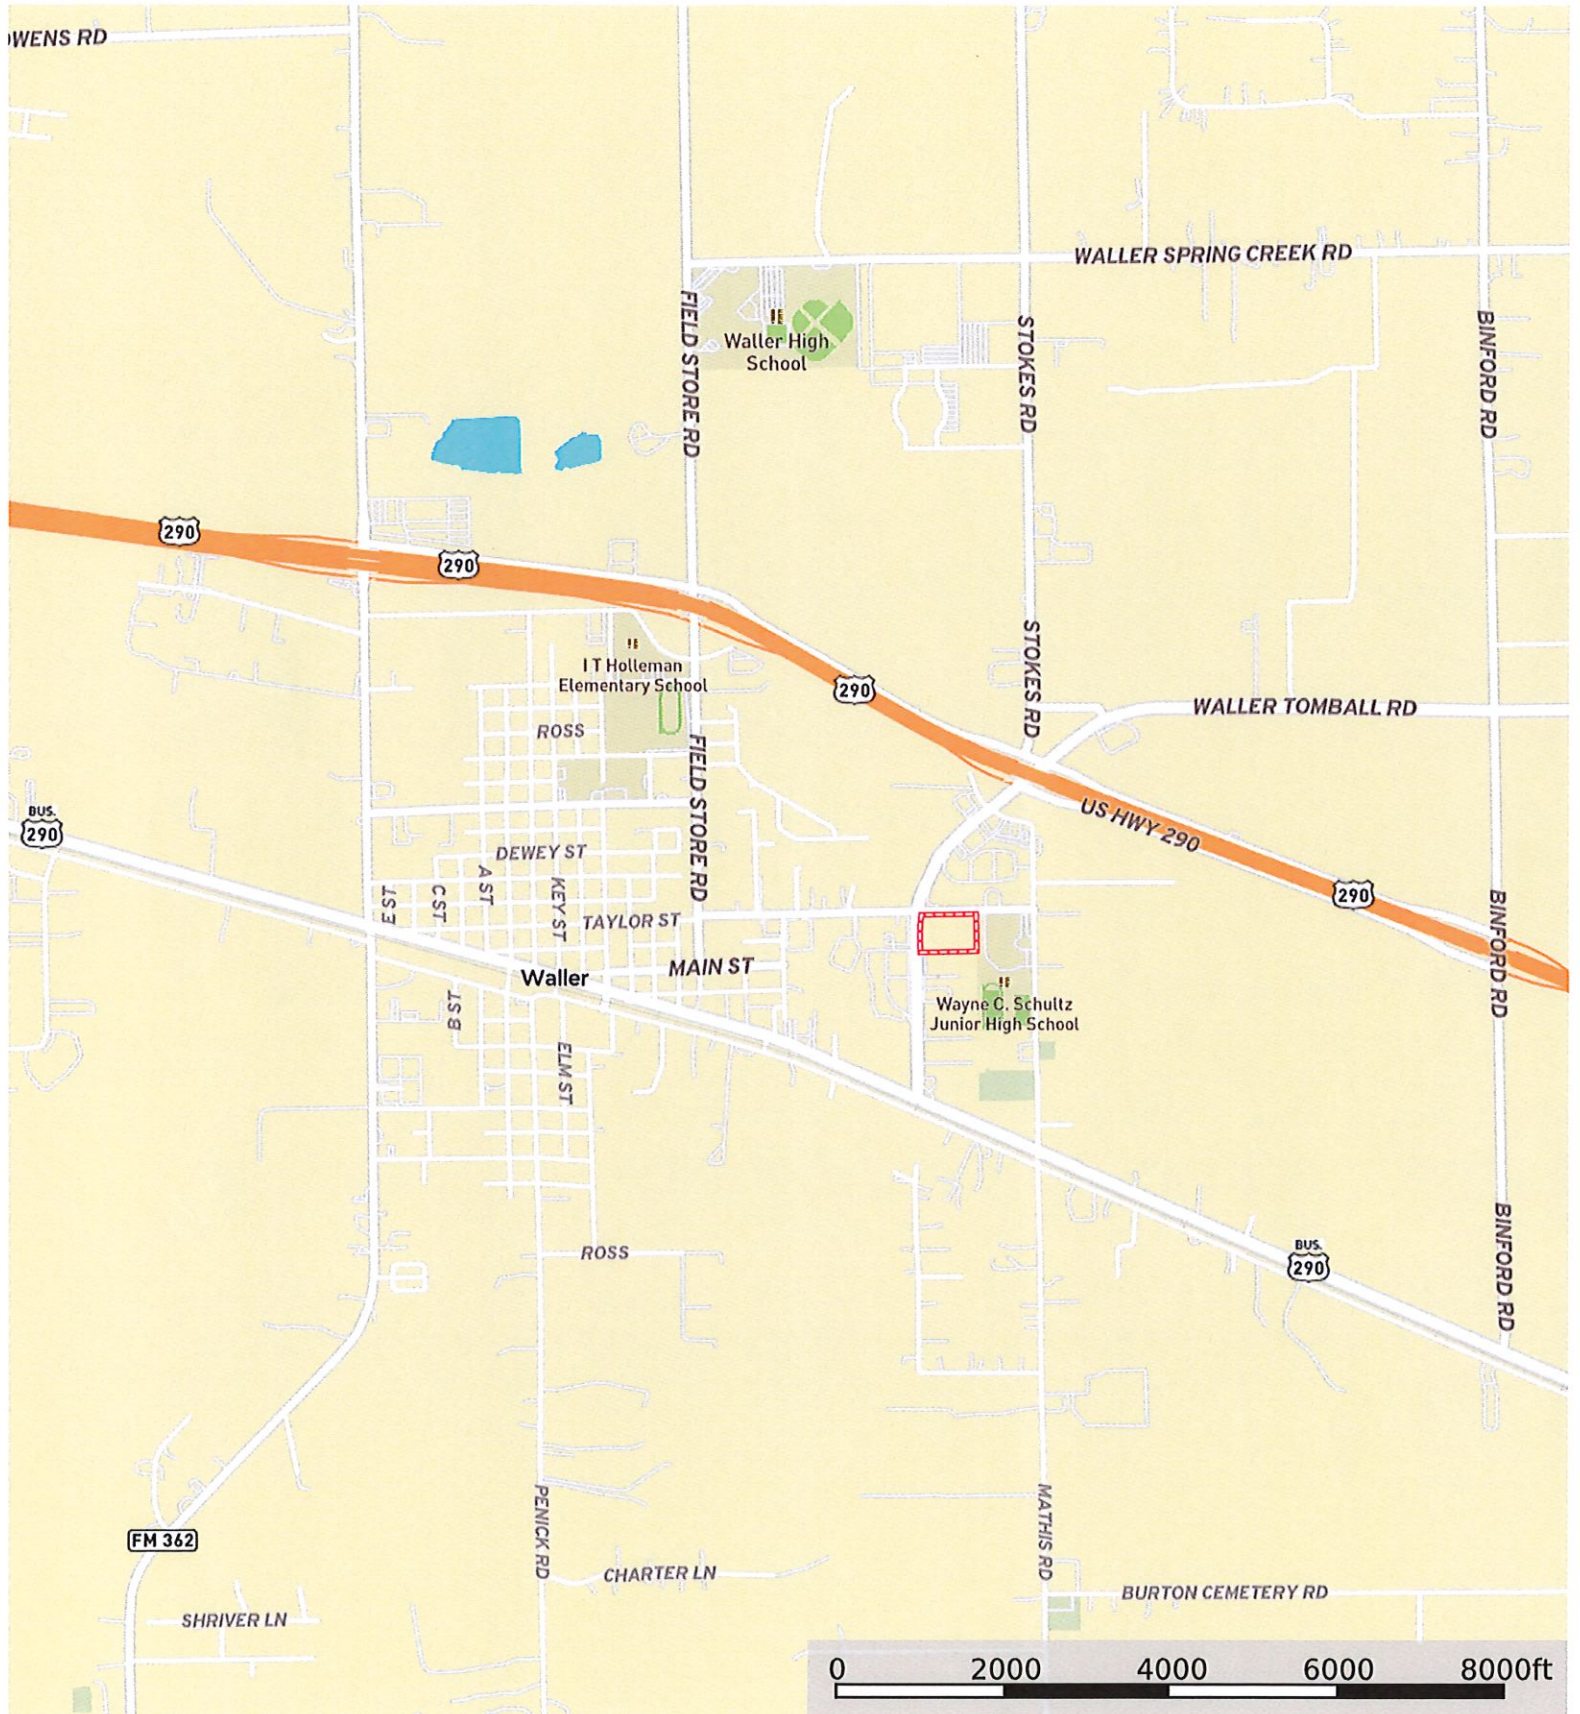 OWENS RD
WALLER SPRING CREEK RD
FIELD STORE RD
STOKES RD
BINFORD RD
Waller High
School
290
290
STOKES RD
I T Holleman
Elementary School
290
WALLER TOMBALL RD
ROSS
FIELD STORE RD
US HWY 290
BUS.
290
DEWEY ST
A ST
C ST
E ST
KEY ST
290
BINFORD RD
TAYLOR ST
MAIN ST
Waller
B ST
Wayne C. Schultz
Junior High School
ELM ST
ROSS
BUS.
290
BINFORD RD
PENICK RD
MATHIS RD
FM 362
CHARTER LN
BURTON CEMETERY RD
SHRIVER LN
0 2000 4000 6000 8000ft